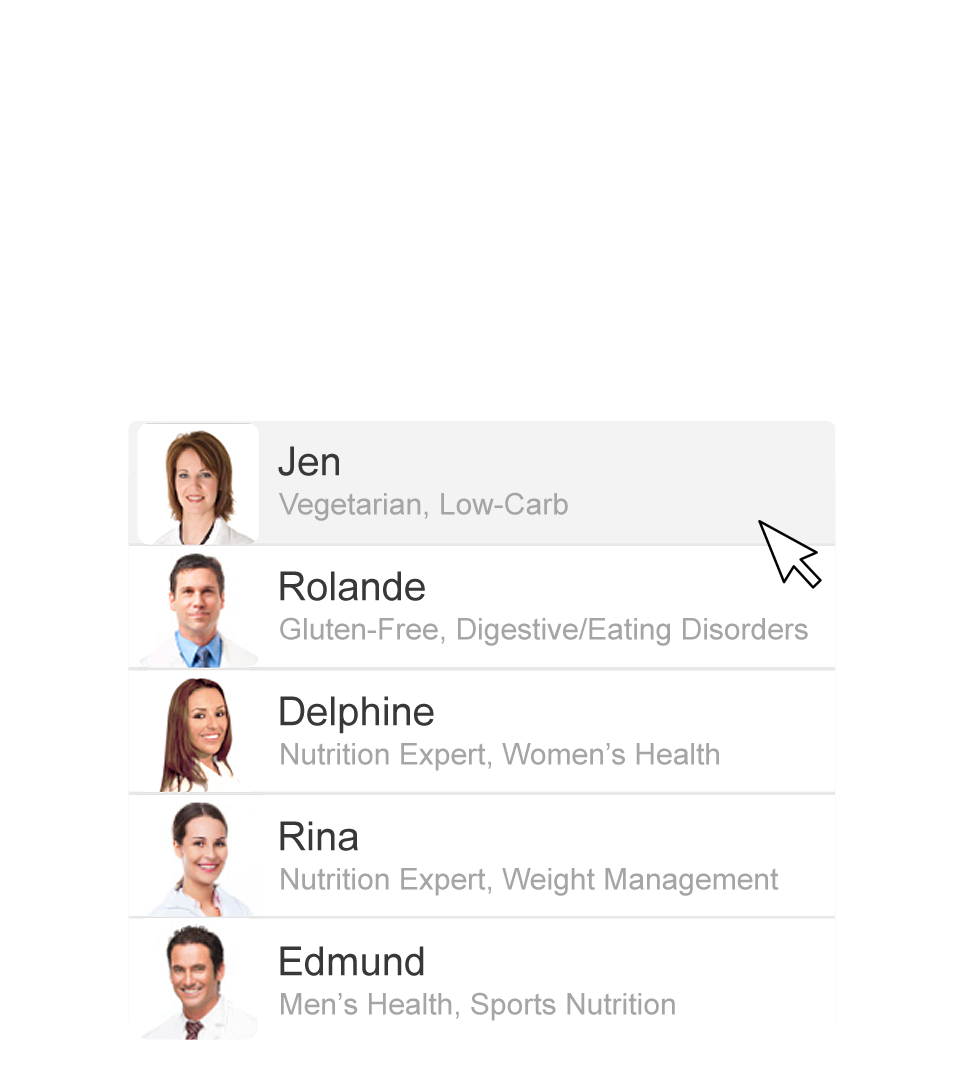 Jen
Vegetarian, Low-Carb
Rolande
Gluten-Free, Digestive/Eating Disorders
Delphine
Nutrition Expert, Women’s Health
Rina
Nutrition Expert, Weight Management
Edmund
Men’s Health, Sports Nutrition